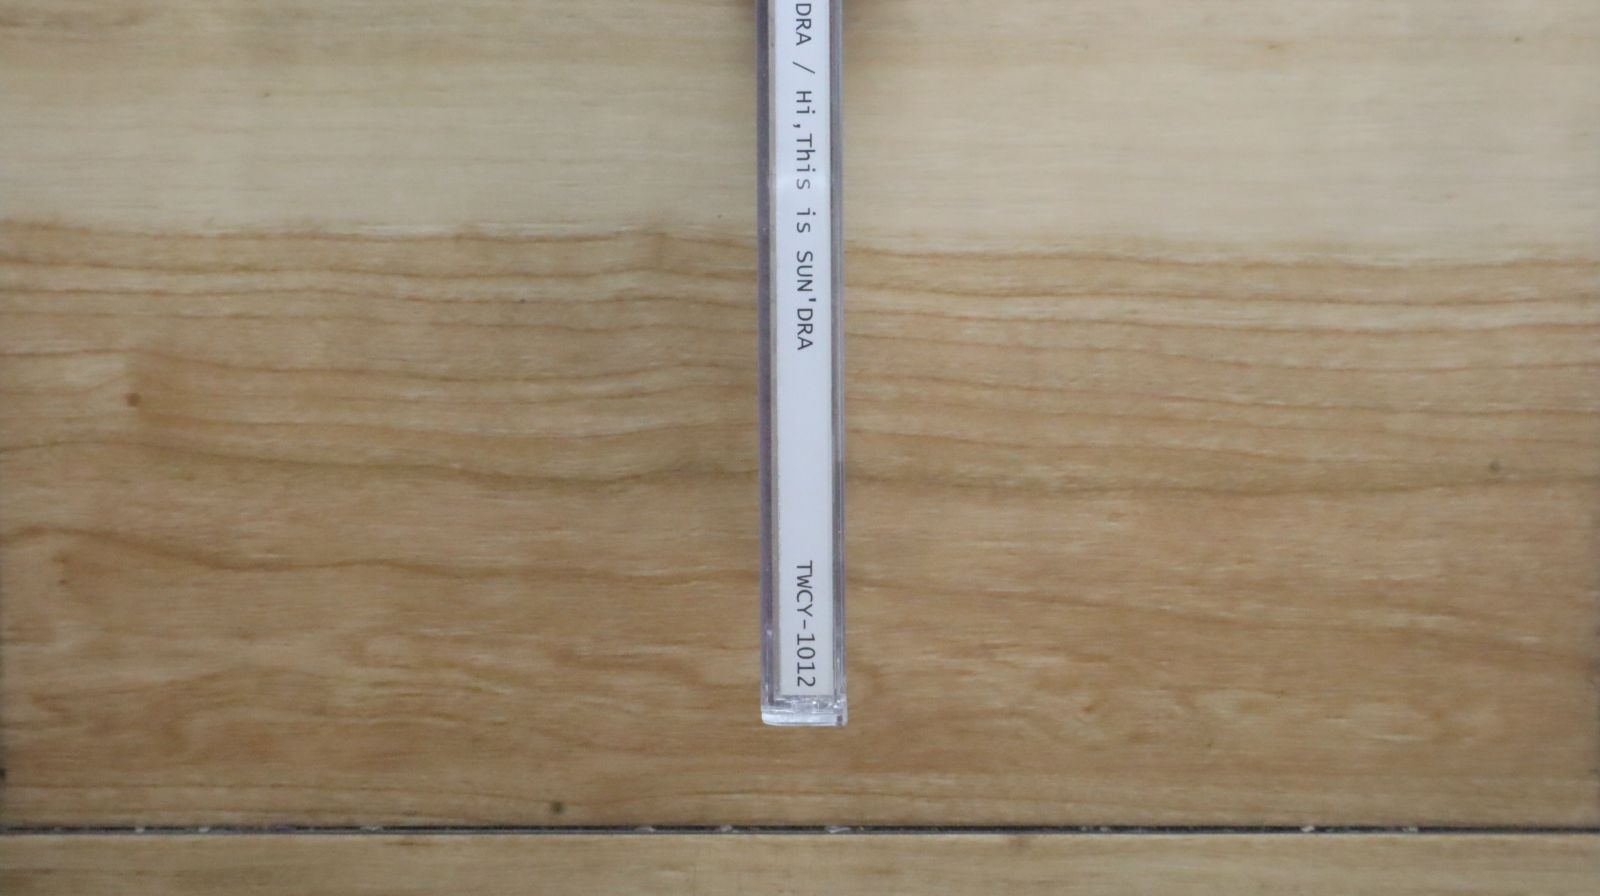 DRA / Hi,This is SUN'DRA
TWCY-1012